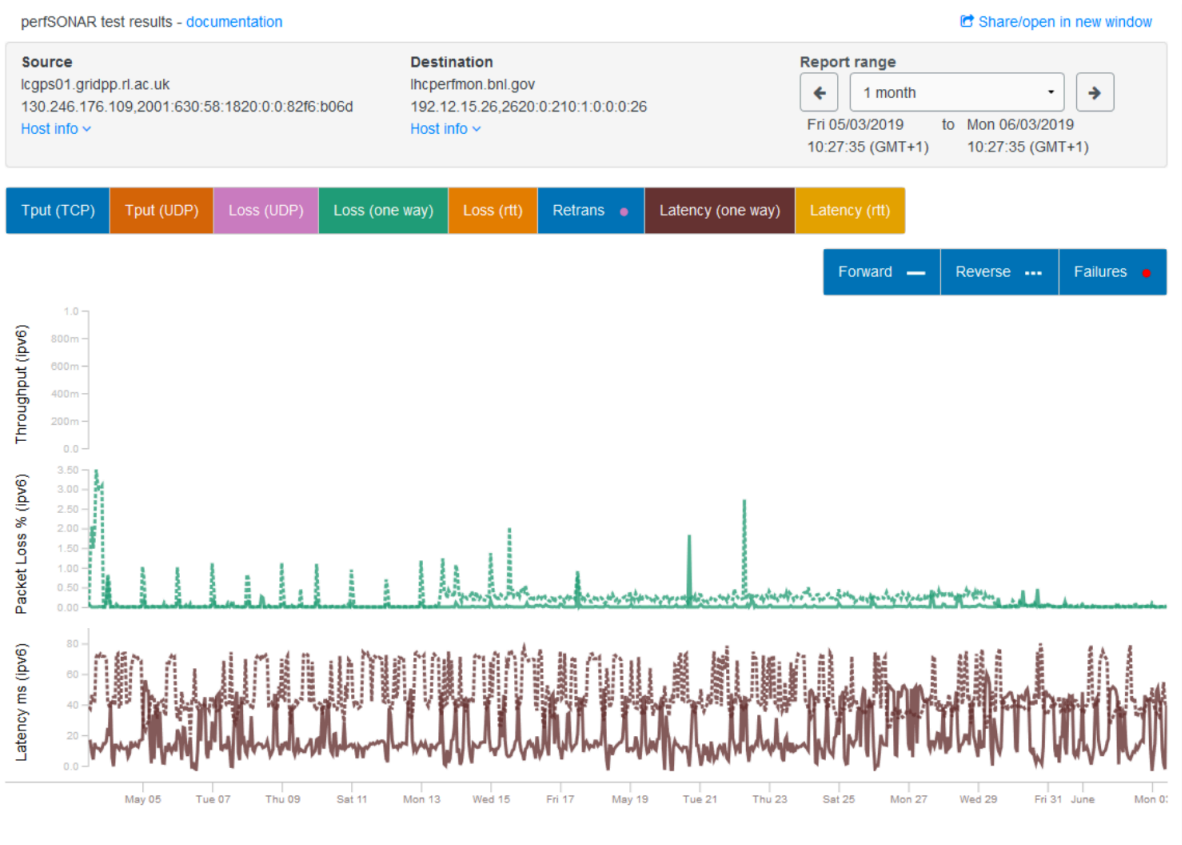 perfSONAR test results - documentation
Share/open in new window
Source
lcgps01.gridpp.rl.ac.uk
130.246.176.109,2001:630:58:1820:0:0:82f6:b06d
Host info
Destination
lhcperfmon.bnl.gov
192.12.15.26,2620:0:210:1:0:0:0:26
Host info
Report range
1 month
Fri 05/03/2019 to Mon 06/03/2019
10:27:35 (GMT+1) 10:27:35 (GMT+1)
Tput (TCP) Tput (UDP) Loss (UDP) Loss (one way) Loss (rtt) Retrans Latency (one way) Latency (rtt)
Forward Reverse Failures
Throughput (ipv6)
1.0
800m
600m
400m
200m
0.0
Packet Loss % (ipv6)
3.50
3.00
2.50
2.00
1.50
1.00
0.50
0.00
Latency ms (ipv6)
80
60
40
20
0.0
May 05 Tue 07 Thu 09 Sat 11 Mon 13 Wed 15 Fri 17 May 19 Tue 21 Thu 23 Sat 25 Mon 27 Wed 29 Fri 31 June Mon 03